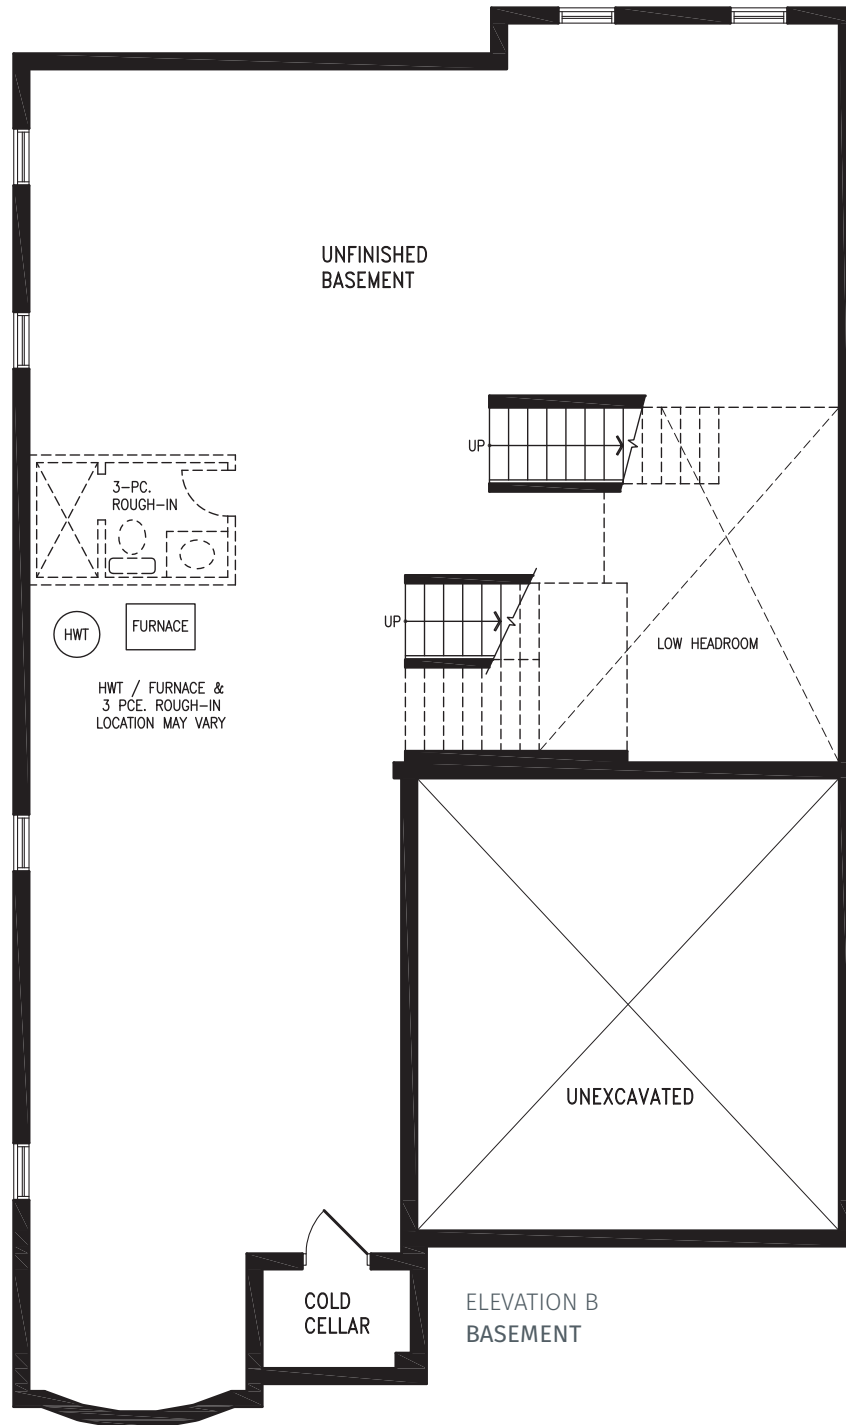 UNFINISHED
BASEMENT
UP
3-PC.
ROUGH-IN
UP
HWT
FURNACE
LOW HEADROOM
HWT / FURNACE &
3 PCE. ROUGH-IN
LOCATION MAY VARY
UNEXCAVATED
COLD
CELLAR
ELEVATION B
BASEMENT